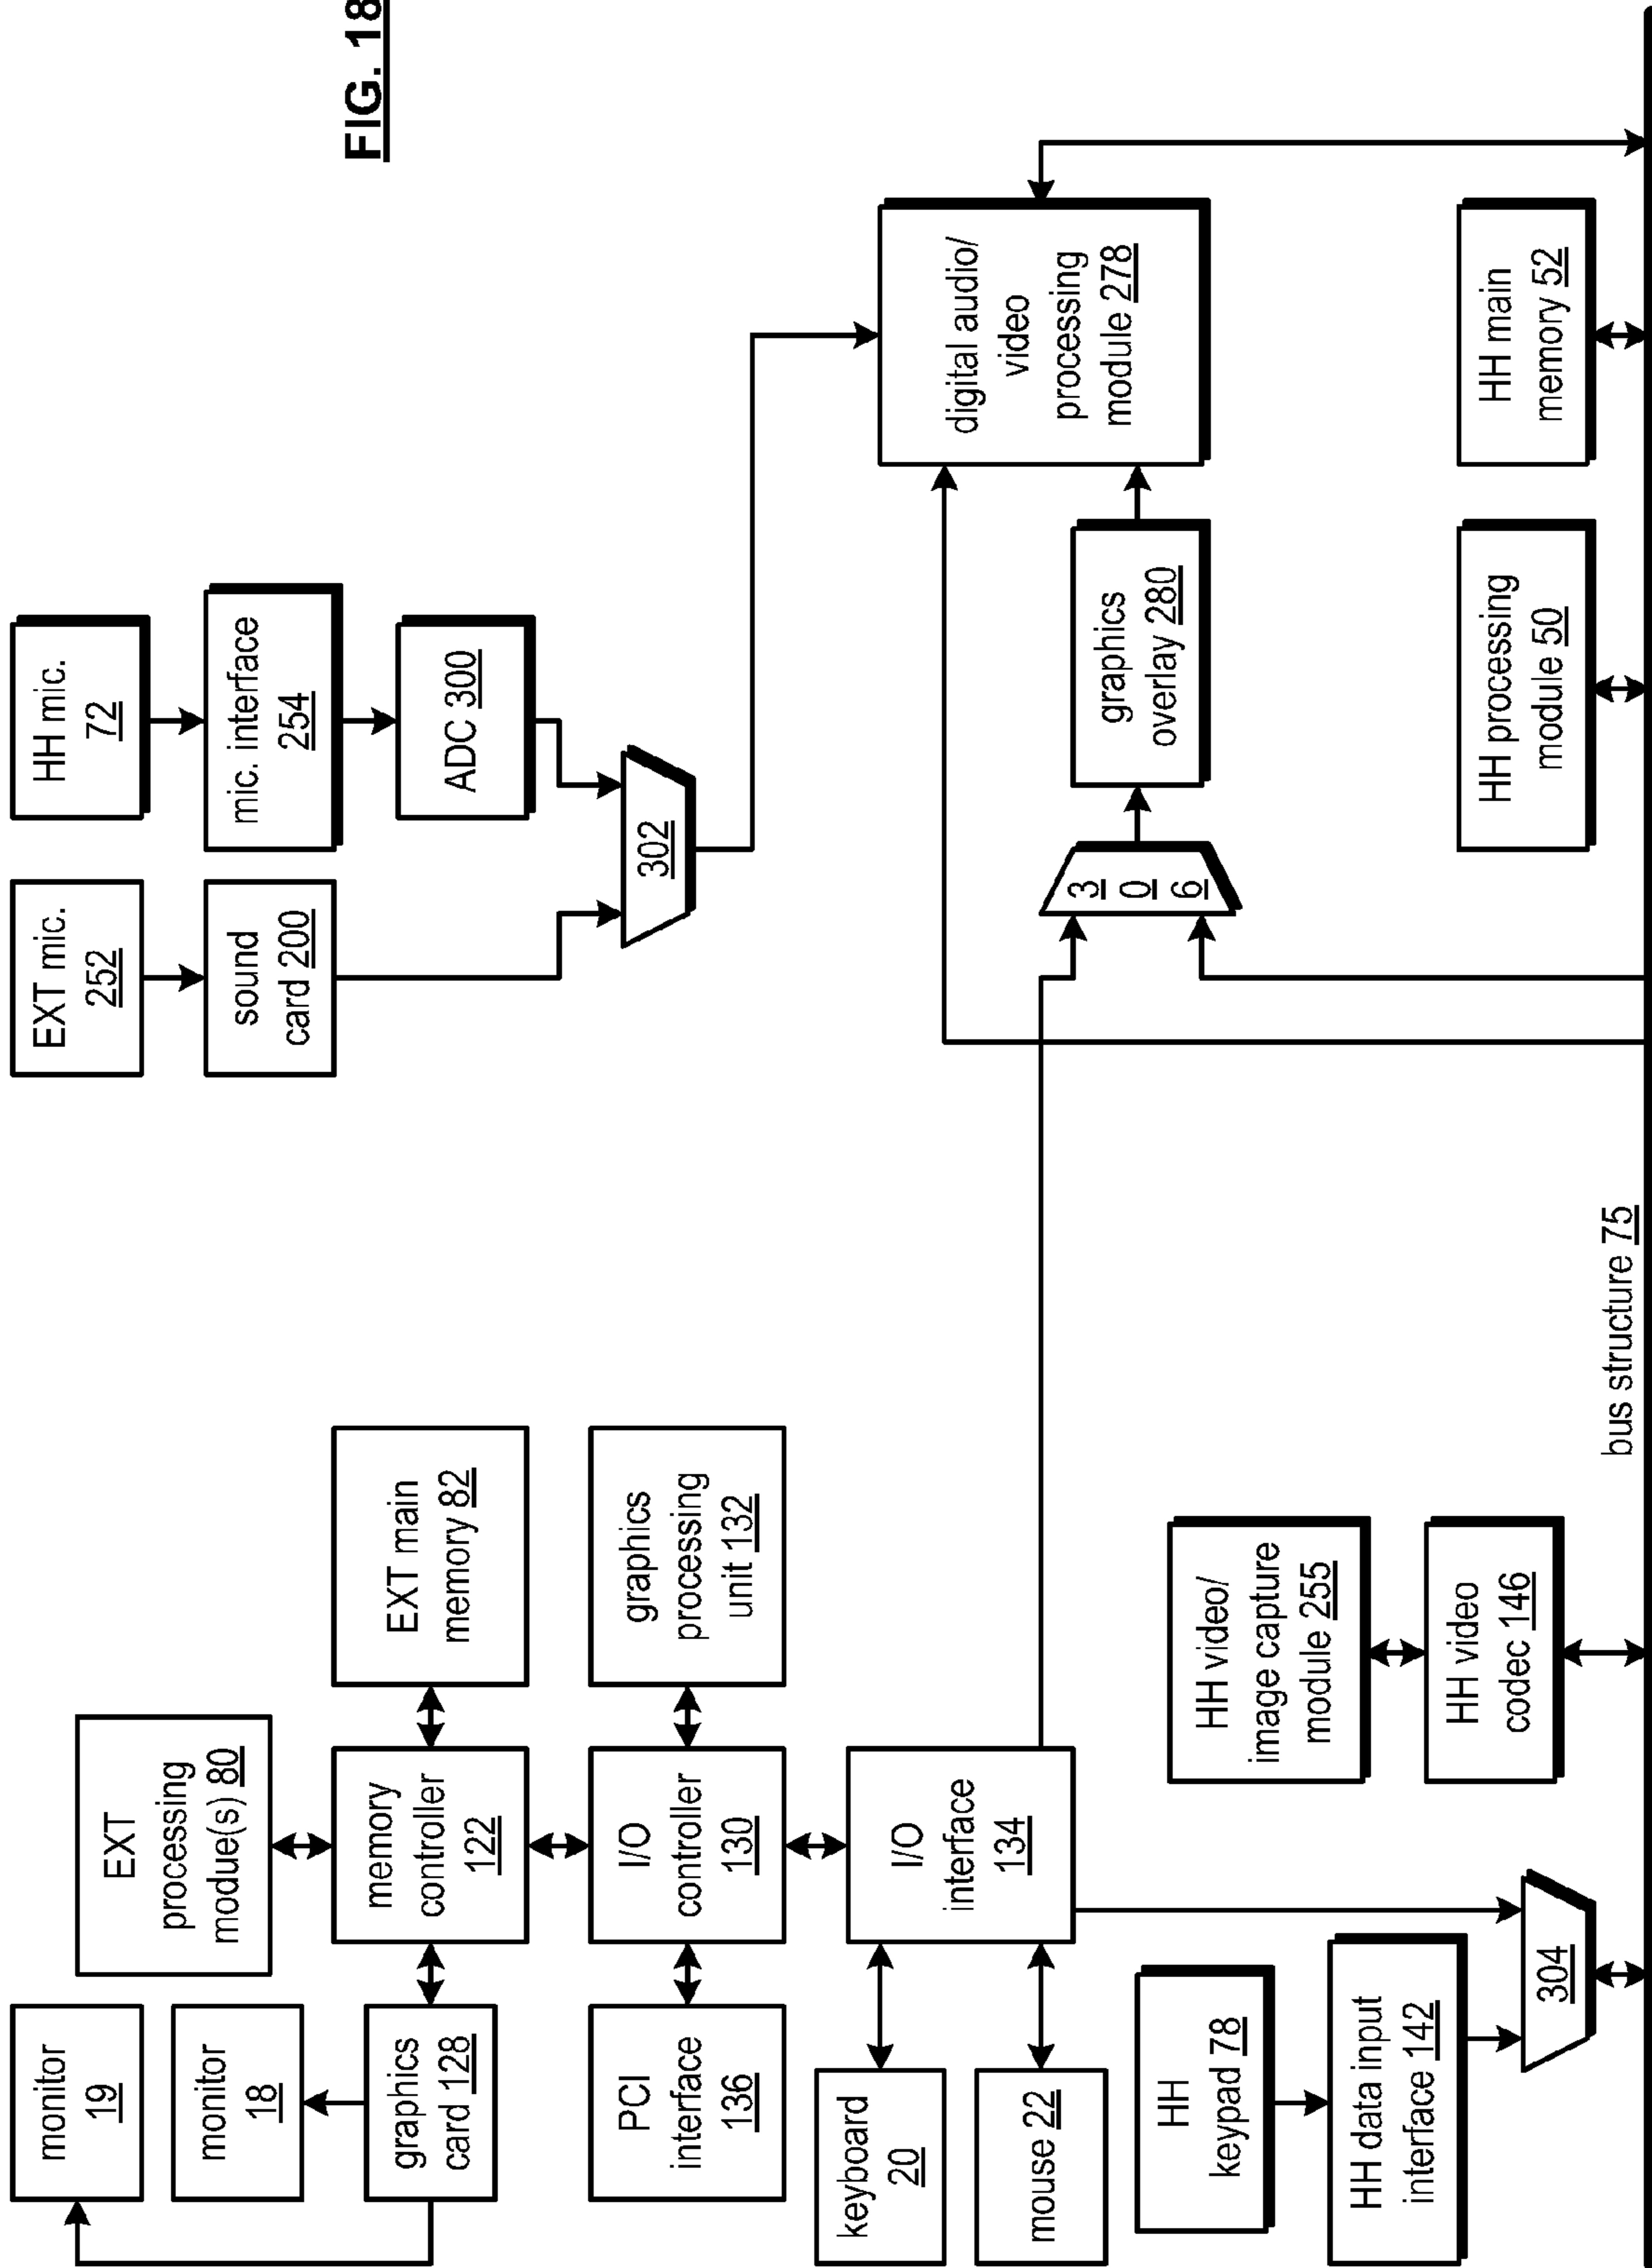 FIG. 18
monitor
19
monitor
18
graphics
card 128
PCI
interface
136
keyboard
20
mouse 22
HH
keypad 78
HH data input
interface 142
304
EXT
processing
modue(s) 80
memory
controller
122
I/O
controller
130
I/O
interface
134
EXT main
memory 82
graphics
processing
unit 132
HH video/
image capture
module 255
HH video
codec 146
bus structure 75
EXT mic.
252
sound
card 200
HH mic.
72
mic. interface
254
ADC 300
302
3
0
6
graphics
overlay 280
digital audio/
video
processing
module 278
HH processing
module 50
HH main
memory 52